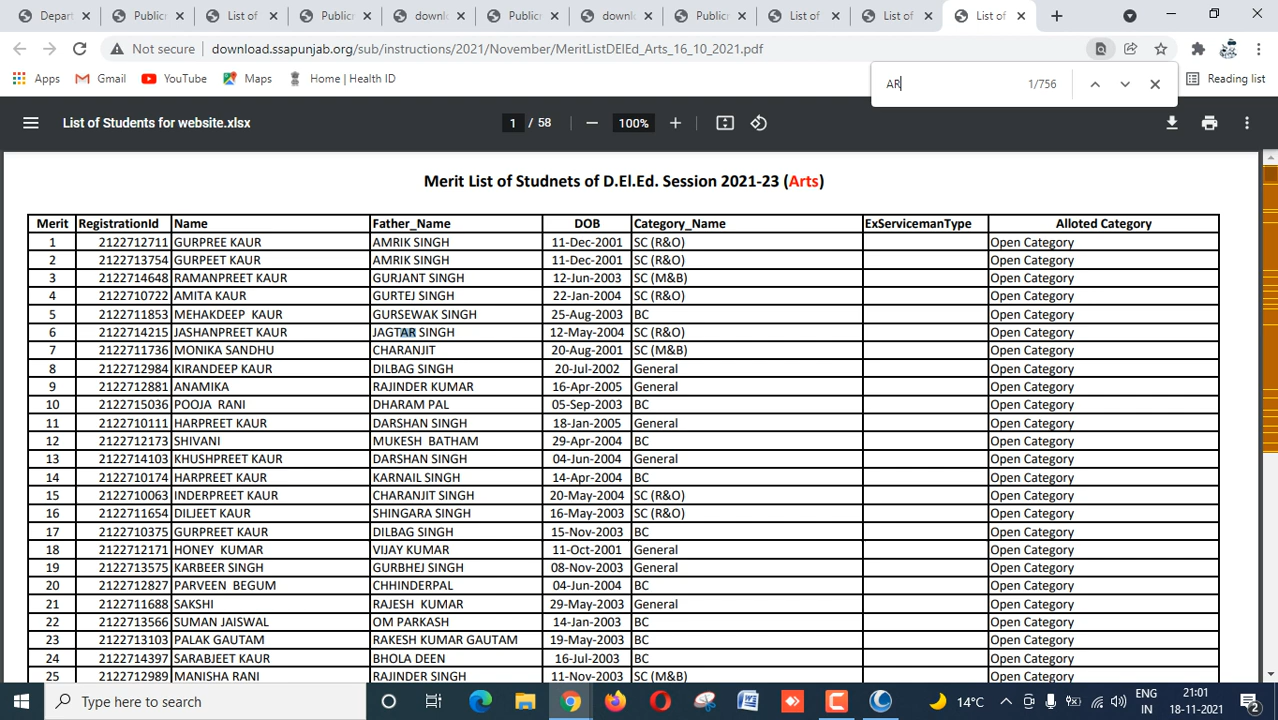 Depart Public List of Public downl Public downl Public List of List of List of
Not secure download.ssapunjab.org/sub/instructions/2021/November/MeritListDElEd_Arts_16_10_2021.pdf
Apps Gmail YouTube Maps Home | Health ID Reading list
AR 1/756
List of Students for website.xlsx 1 / 58 100%
Merit List of Studnets of D.El.Ed. Session 2021-23 (Arts)
Merit RegistrationId Name Father_Name DOB Category_Name ExServicemanType Alloted Category
1 2122712711 GURPREE KAUR AMRIK SINGH 11-Dec-2001 SC (R&O) Open Category
2 2122713754 GURPEET KAUR AMRIK SINGH 11-Dec-2001 SC (R&O) Open Category
3 2122714648 RAMANPREET KAUR GURJANT SINGH 12-Jun-2003 SC (M&B) Open Category
4 2122710722 AMITA KAUR GURTEJ SINGH 22-Jan-2004 SC (R&O) Open Category
5 2122711853 MEHAKDEEP KAUR GURSEWAK SINGH 25-Aug-2003 BC Open Category
6 2122714215 JASHANPREET KAUR JAGTAR SINGH 12-May-2004 SC (R&O) Open Category
7 2122711736 MONIKA SANDHU CHARANJIT 20-Aug-2001 SC (M&B) Open Category
8 2122712984 KIRANDEEP KAUR DILBAG SINGH 20-Jul-2002 General Open Category
9 2122712881 ANAMIKA RAJINDER KUMAR 16-Apr-2005 General Open Category
10 2122715036 POOJA RANI DHARAM PAL 05-Sep-2003 BC Open Category
11 2122710111 HARPREET KAUR DARSHAN SINGH 18-Jan-2005 General Open Category
12 2122712173 SHIVANI MUKESH BATHAM 29-Apr-2004 BC Open Category
13 2122714103 KHUSHPREET KAUR DARSHAN SINGH 04-Jun-2004 General Open Category
14 2122710174 HARPREET KAUR KARNAIL SINGH 14-Apr-2004 BC Open Category
15 2122710063 INDERPREET KAUR CHARANJIT SINGH 20-May-2004 SC (R&O) Open Category
16 2122711654 DILJEET KAUR SHINGARA SINGH 16-May-2003 SC (R&O) Open Category
17 2122710375 GURPREET KAUR DILBAG SINGH 15-Nov-2003 BC Open Category
18 2122712171 HONEY KUMAR VIJAY KUMAR 11-Oct-2001 General Open Category
19 2122713575 KARBEER SINGH GURBHEJ SINGH 08-Nov-2003 General Open Category
20 2122712827 PARVEEN BEGUM CHHINDERPAL 04-Jun-2004 BC Open Category
21 2122711688 SAKSHI RAJESH KUMAR 29-May-2003 General Open Category
22 2122713566 SUMAN JAISWAL OM PARKASH 14-Jan-2003 BC Open Category
23 2122713103 PALAK GAUTAM RAKESH KUMAR GAUTAM 19-May-2003 BC Open Category
24 2122714397 SARABJEET KAUR BHOLA DEEN 16-Jul-2003 BC Open Category
25 2122712989 MANISHA RANI RAJINDER SINGH 11-Nov-2003 SC (M&B) Open Category
Type here to search 14°C ENG IN 21:01 18-11-2021 2